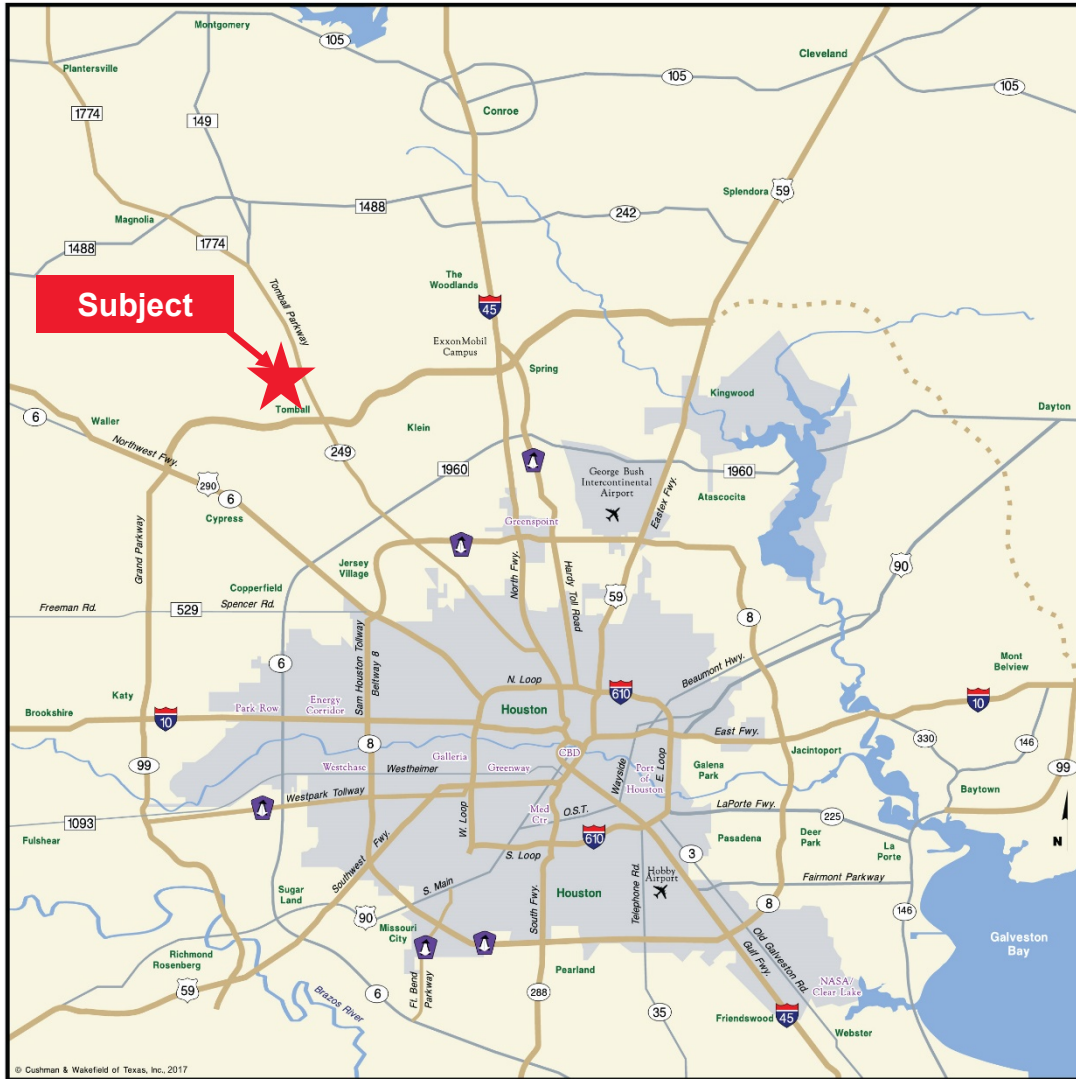 Montgomery
105
Cleveland
Plantersville
105
105
1774
Conroe
149
Splendora
59
1488
242
Magnolia
1774
1488
The
Woodlands
Tomball Parkway
45
Subject
ExxonMobil
Campus
Spring
Kingwood
Tomball
Dayton
6
Waller
Klein
249
Northwest Fwy.
1960
1960
George Bush
Intercontinental
Airport
290
6
Eastex Fwy.
Atascocita
Cypress
Greenspoint
Grand Parkway
Jersey
Village
North Fwy.
Hardy Toll Road
90
Copperfield
59
Freeman Rd.
529
Spencer Rd.
8
Sam Houston Tollway
Beltway 8
6
Beaumont Hwy.
Mont
Belview
N. Loop
Katy
Energy
Corridor
Park Row
610
Houston
10
Brookshire
10
East Fwy.
330
146
8
CBD
Galleria
Jacintoport
99
Westchase
Westheimer
Greenway
Wayside
Port of
Houston
E. Loop
Galena
Park
99
Baytown
Westpark Tollway
LaPorte Fwy.
225
1093
W. Loop
Med
Ctr
O.S.T.
Pasadena
Deer
Park
La
Porte
N
Fulshear
610
S. Loop
3
Southwest Fwy.
Hobby
Airport
Fairmont Parkway
Sugar
Land
S. Main
Houston
Telephone Rd.
8
146
90
South Fwy.
Missouri
City
Old Galveston Rd.
Galveston
Bay
Richmond
Rosenberg
Pearland
Gulf Fwy.
NASA/
Clear Lake
59
Brazos River
6
Ft. Bend
Parkway
288
35
Friendswood
45
Webster
© Cushman & Wakefield of Texas, Inc., 2017